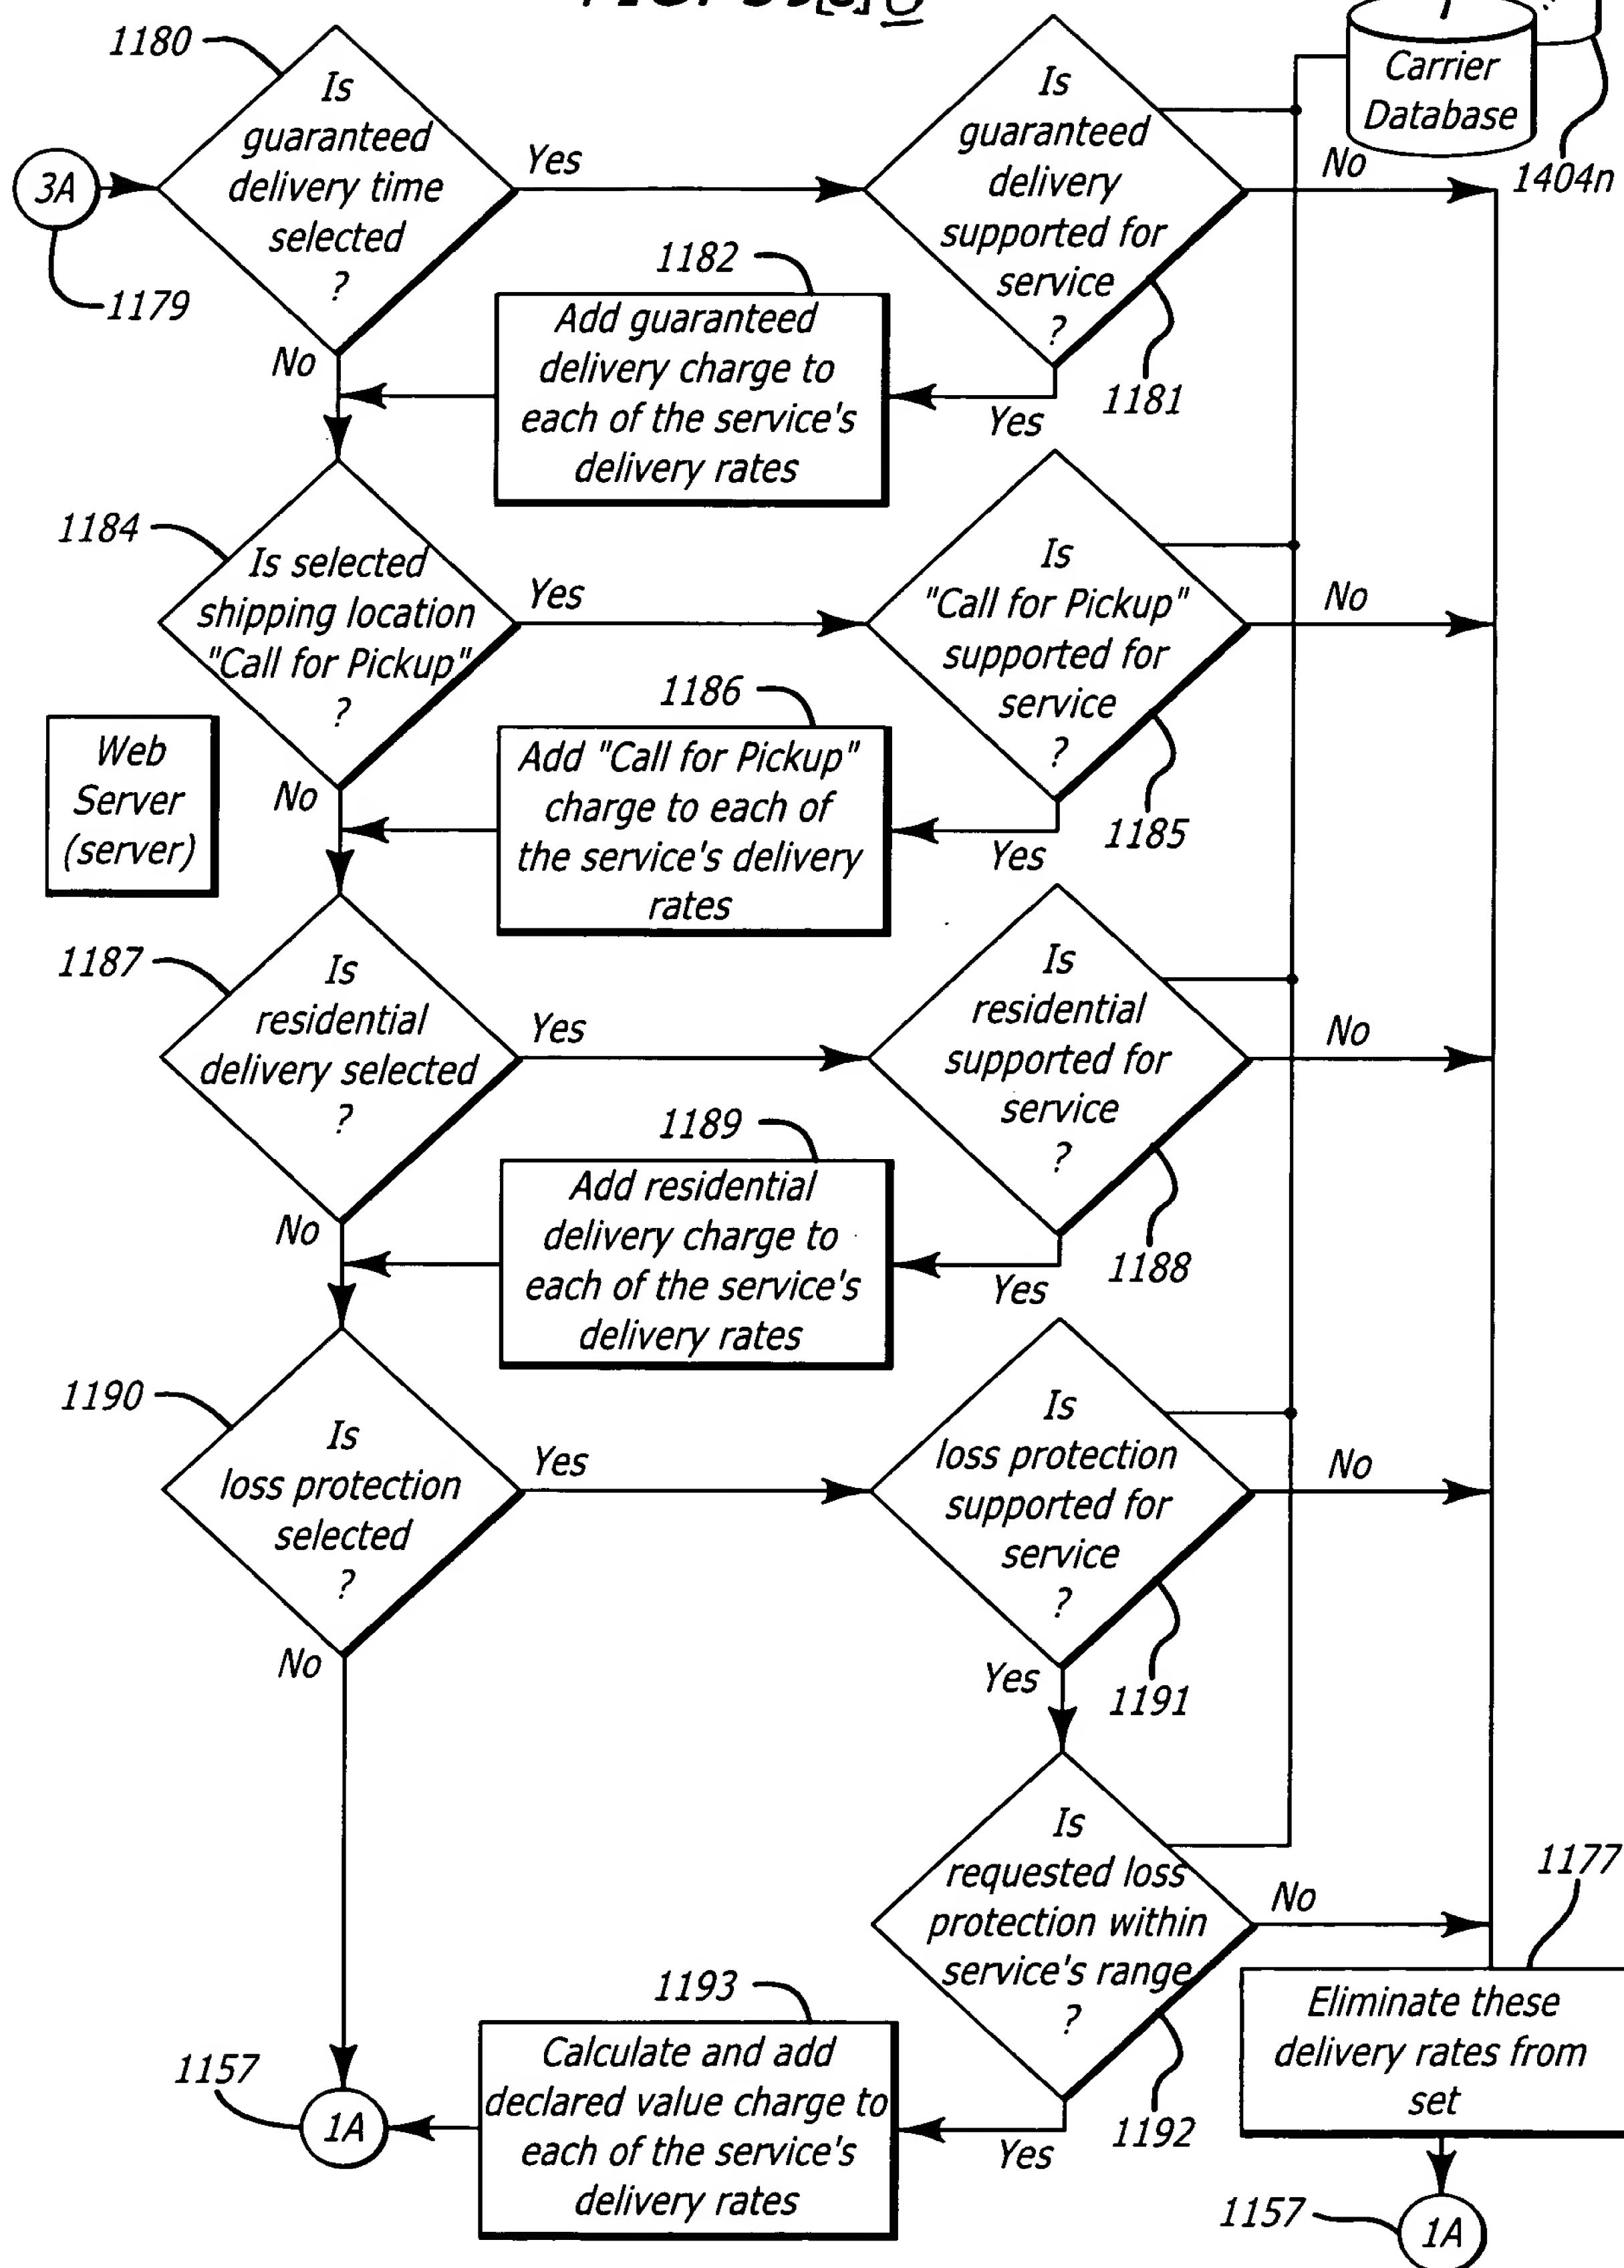 1180
Is
guaranteed
delivery time
selected
?
3A
1179
Yes
No
Is
guaranteed
delivery
supported for
service
?
1181
No
Yes
Carrier
Database
1404n
1182
Add guaranteed
delivery charge to
each of the service's
delivery rates
1184
Is selected
shipping location
"Call for Pickup"
?
Yes
No
Is
"Call for Pickup"
supported for
service
?
1185
No
Yes
1186
Add "Call for Pickup"
charge to each of
the service's delivery
rates
Web
Server
(server)
1187
Is
residential
delivery selected
?
Yes
No
Is
residential
supported for
service
?
1188
No
Yes
1189
Add residential
delivery charge to
each of the service's
delivery rates
1190
Is
loss protection
selected
?
Yes
No
Is
loss protection
supported for
service
?
1191
No
Yes
Is
requested loss
protection within
service's range
?
1192
No
Yes
1177
Eliminate these
delivery rates from
set
1193
Calculate and add
declared value charge to
each of the service's
delivery rates
1157
1A
1157
1A